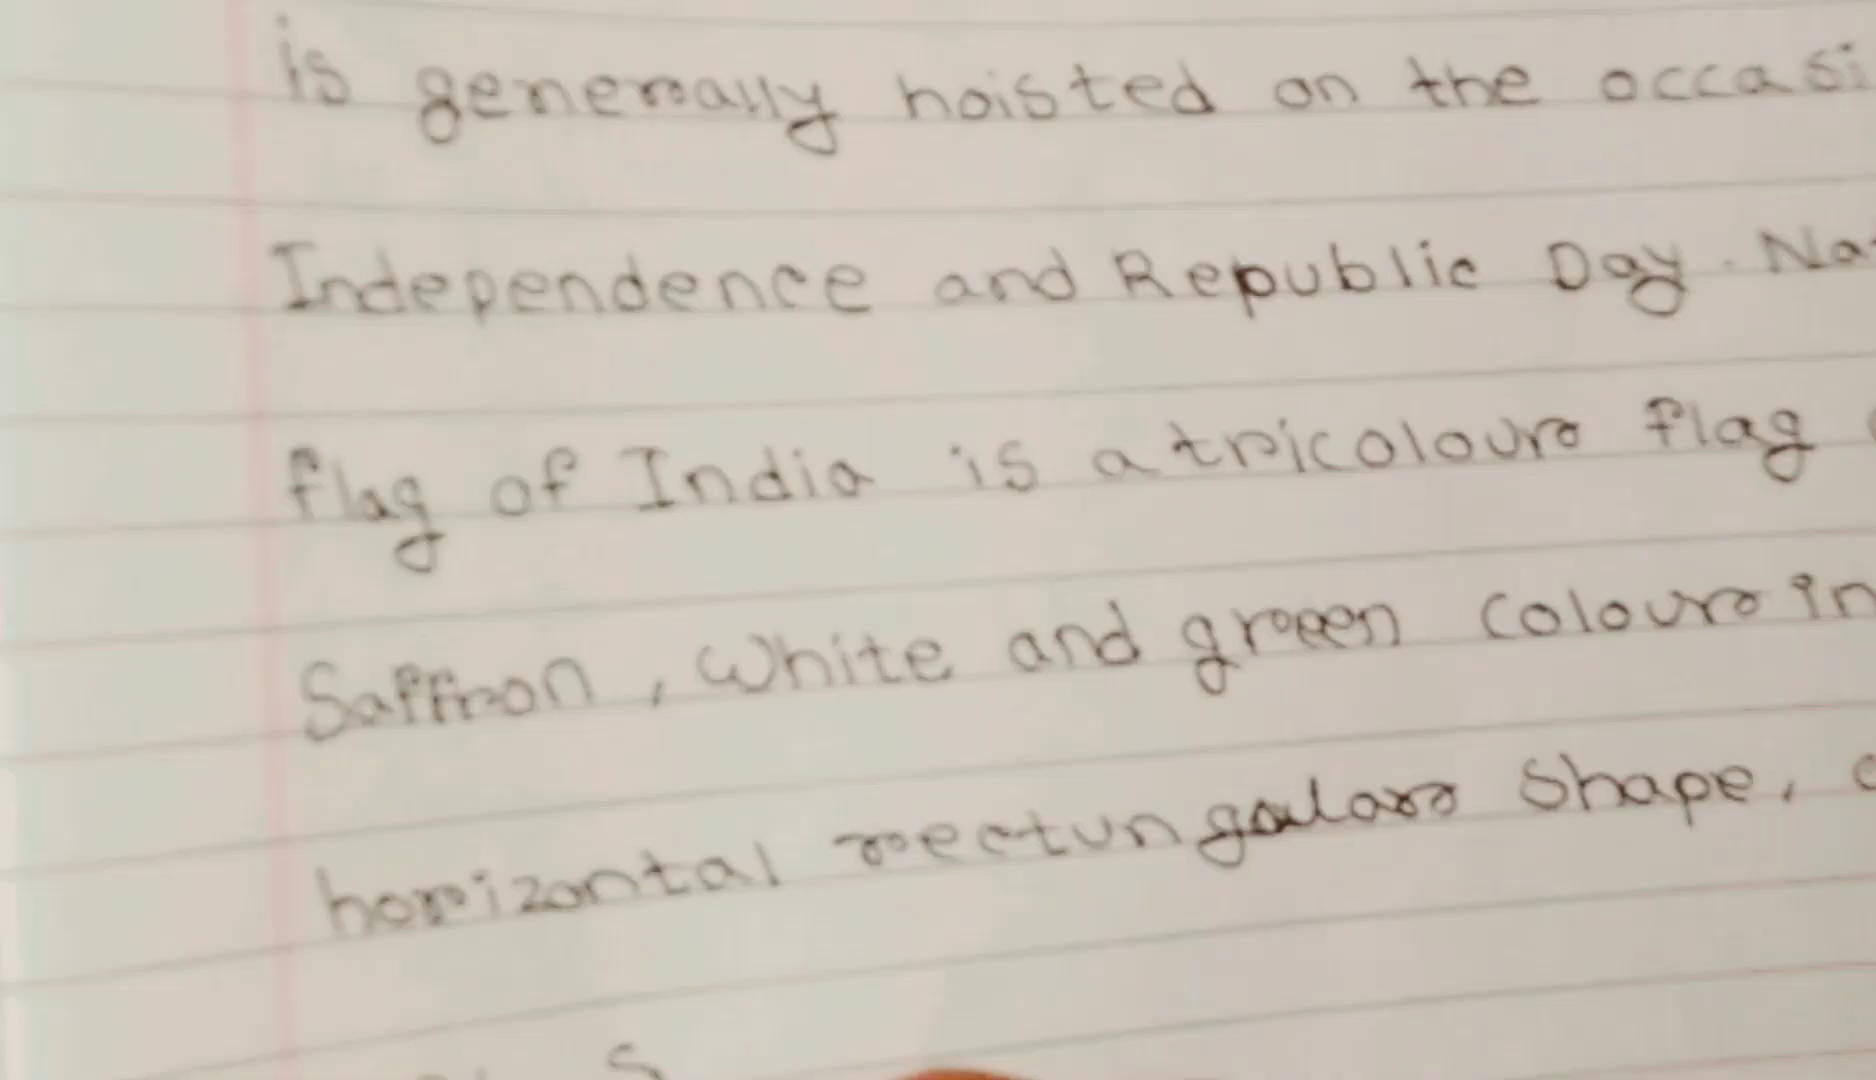 is generally hoisted on the occasi
Independence and Republic Day. Na
flag of India is a tricolour flag
Saffron, White and green colour in
horizontal rectungular shape,